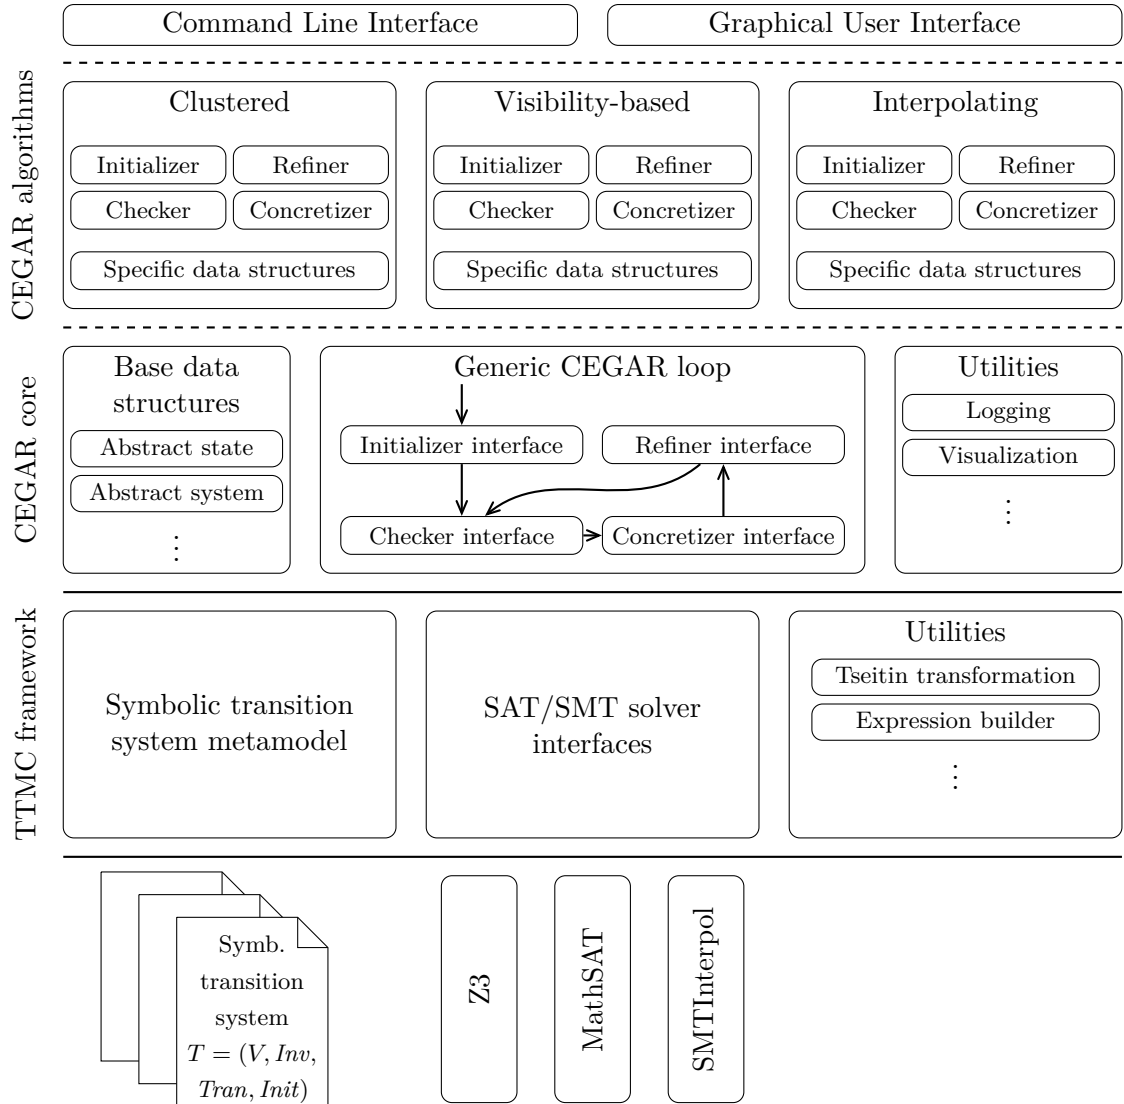 Command Line Interface
Graphical User Interface
CEGAR algorithms
Clustered
Initializer
Refiner
Checker
Concretizer
Specific data structures
Visibility-based
Initializer
Refiner
Checker
Concretizer
Specific data structures
Interpolating
Initializer
Refiner
Checker
Concretizer
Specific data structures
CEGAR core
Base data
structures
Abstract state
Abstract system
⋮
Generic CEGAR loop
Initializer interface
Refiner interface
Checker interface
Concretizer interface
Utilities
Logging
Visualization
⋮
TTMC framework
Symbolic transition
system metamodel
SAT/SMT solver
interfaces
Utilities
Tseitin transformation
Expression builder
⋮
Symb.
transition
system
T = (V, Inv,
Tran, Init)
Z3
MathSAT
SMTInterpol